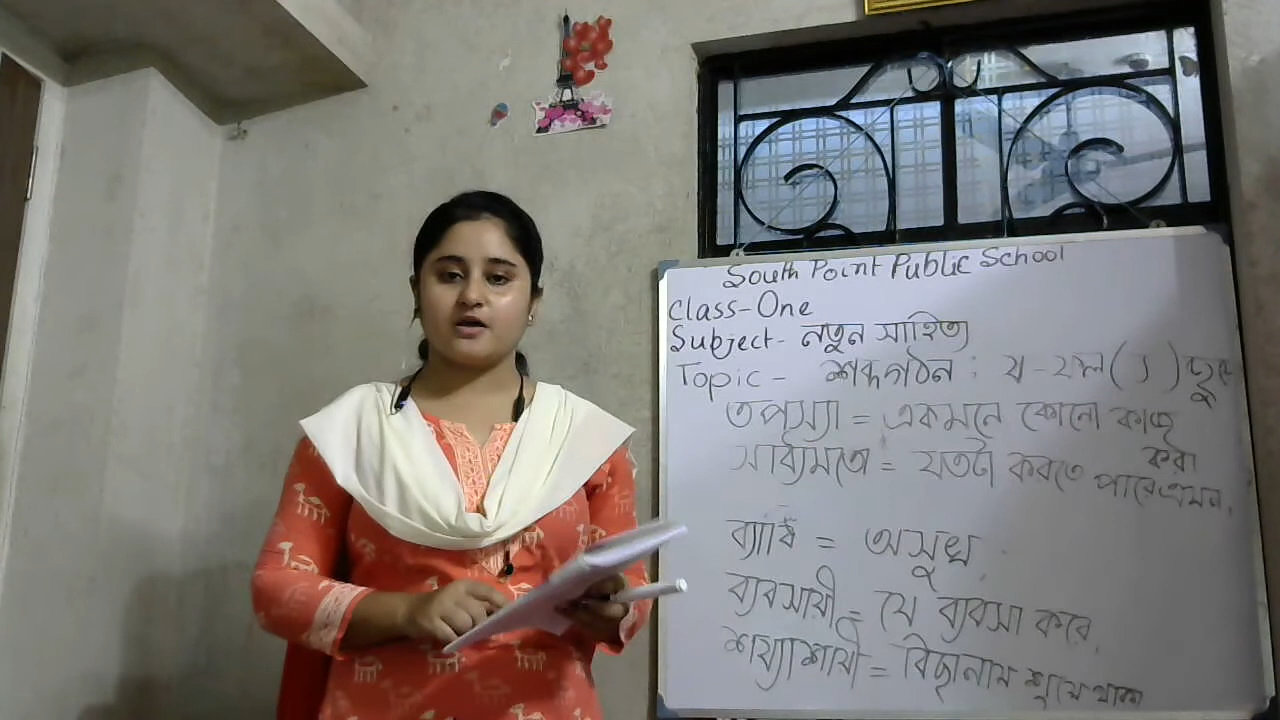 South Point Public School
Class-One
Subject- নতুন সাহিত্য
Topic- শব্দগঠন : য-ফলা ( ্য )
তপস্যা = একমনে কোনো কাজ
করা
সাধ্যমতো = যতটা করতে পারে এমন.
ব্যাধি = অসুখ.
ব্যবসায়ী = যে ব্যবসা করে.
শয্যাশায়ী = বিছানায় শুয়ে থাকা